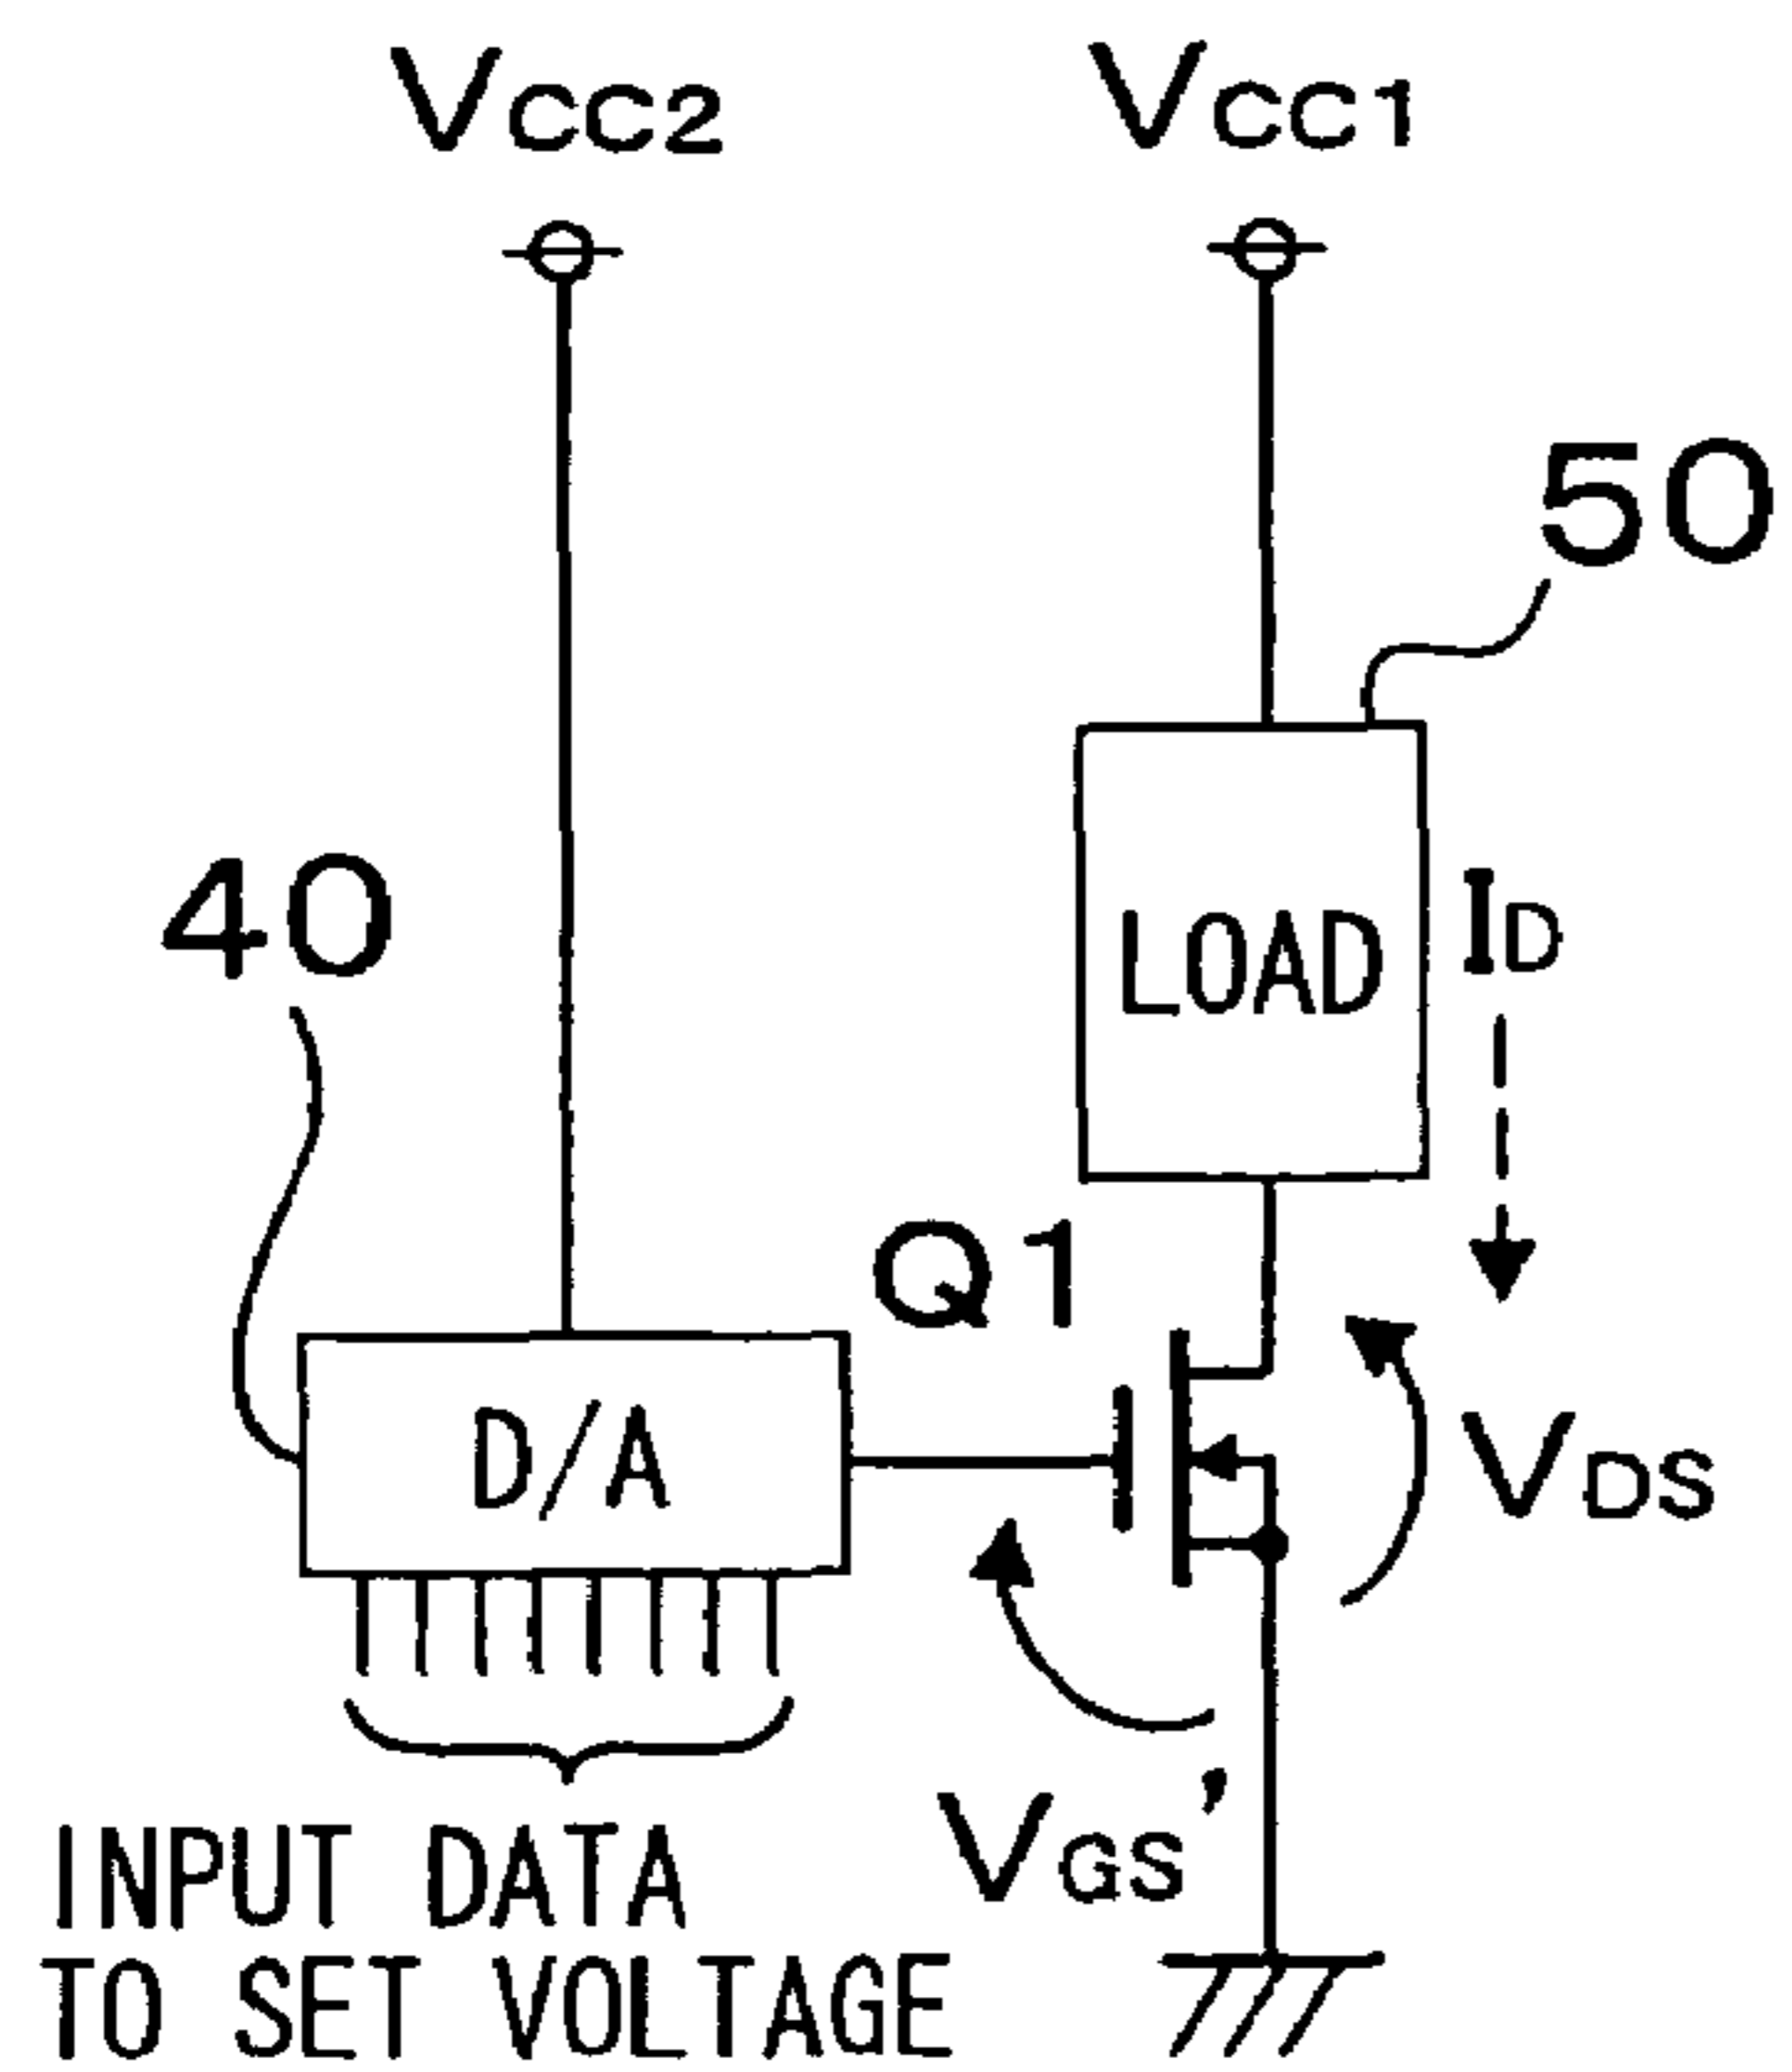 VCC2
VCC1
50
40
LOAD
ID
Q1
D/A
VDS
VGS'
INPUT DATA
TO SET VOLTAGE